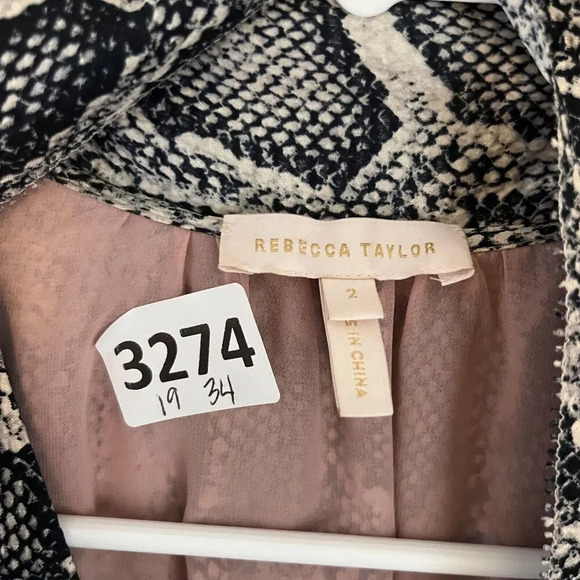 REBECCA TAYLOR
2
E IN CHINA
3274
19 34